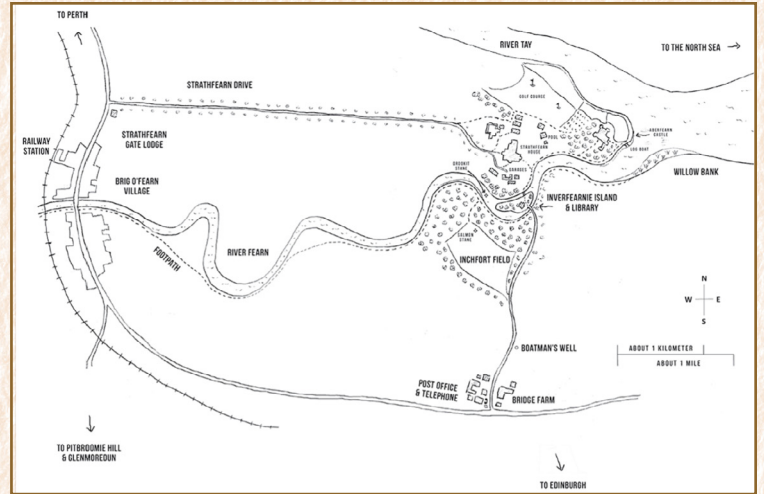 TO PERTH
RIVER TAY
TO THE NORTH SEA
STRATHFEARN DRIVE
GOLF COURSE
ABERFEARN
CASTLE
STRATHFEARN
GATE LODGE
POOL
STRATHFEARN
HOUSE
LOG BOAT
RAILWAY
STATION
GARAGES
WILLOW BANK
STONE
BRIG O'FEARN
VILLAGE
INVERFEARNIE ISLAND
& LIBRARY
SALMON
STONE
RIVER FEARN
FOOTPATH
INCHFORT FIELD
N
W
E
S
BOATMAN'S WELL
ABOUT 1 KILOMETER
ABOUT 1 MILE
POST OFFICE
& TELEPHONE
BRIDGE FARM
TO PITBROOMIE HILL
& GLENMOREDUN
TO EDINBURGH